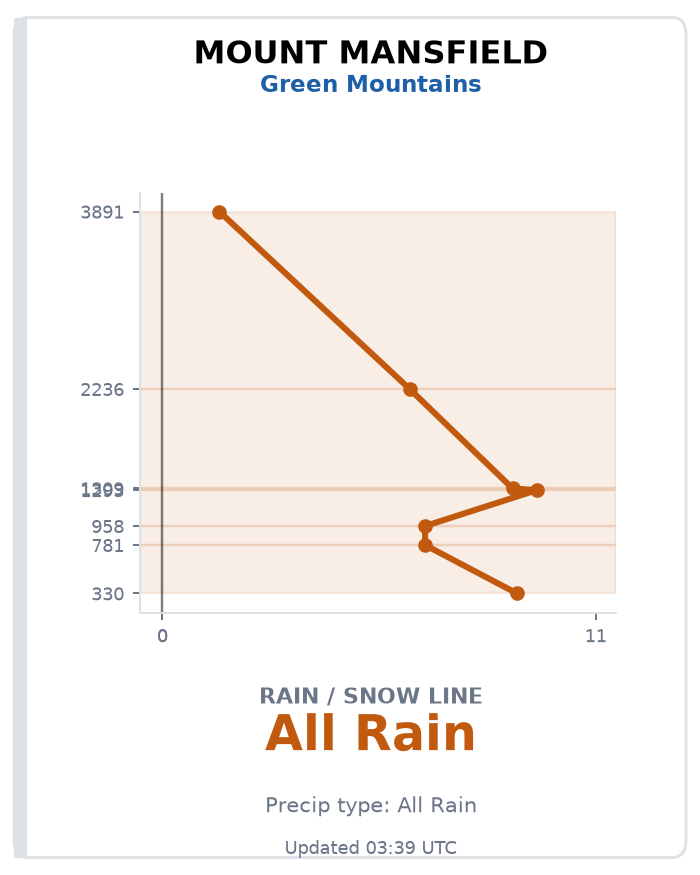 MOUNT MANSFIELD
Green Mountains
3891
2236
958
781
330
0
11
RAIN / SNOW LINE
All Rain
Precip type: All Rain
Updated 03:39 UTC